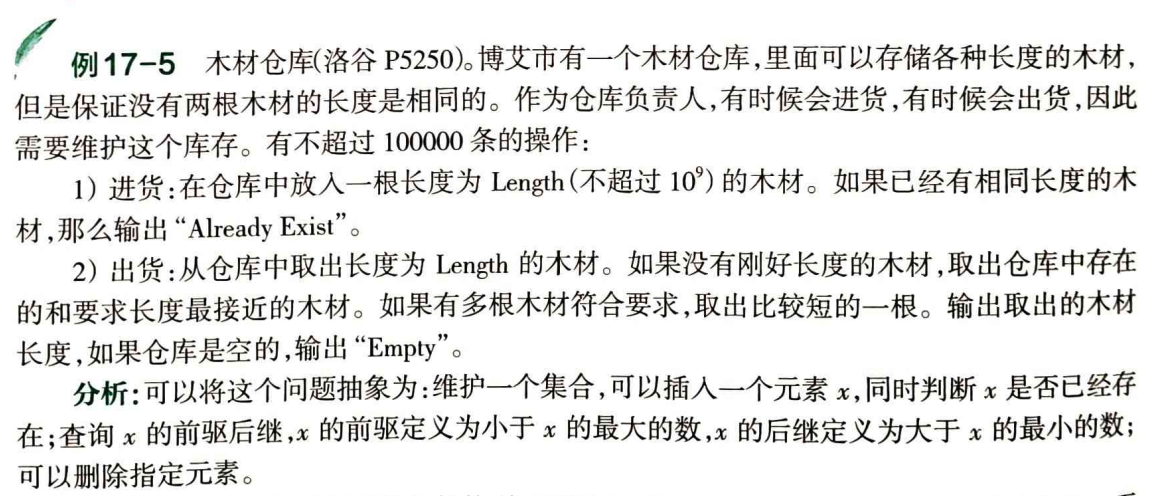 例17-5 木材仓库(洛谷 P5250)。博艾市有一个木材仓库,里面可以存储各种长度的木材,
但是保证没有两根木材的长度是相同的。作为仓库负责人,有时候会进货,有时候会出货,因此
需要维护这个库存。有不超过 100000 条的操作:
1) 进货:在仓库中放入一根长度为 Length(不超过 10⁹) 的木材。如果已经有相同长度的木
材,那么输出“Already Exist”。
2) 出货:从仓库中取出长度为 Length 的木材。如果没有刚好长度的木材,取出仓库中存在
的和要求长度最接近的木材。如果有多根木材符合要求,取出比较短的一根。输出取出的木材
长度,如果仓库是空的,输出“Empty”。
分析:可以将这个问题抽象为:维护一个集合,可以插入一个元素 x,同时判断 x 是否已经存
在;查询 x 的前驱后继,x 的前驱定义为小于 x 的最大的数,x 的后继定义为大于 x 的最小的数;
可以删除指定元素。